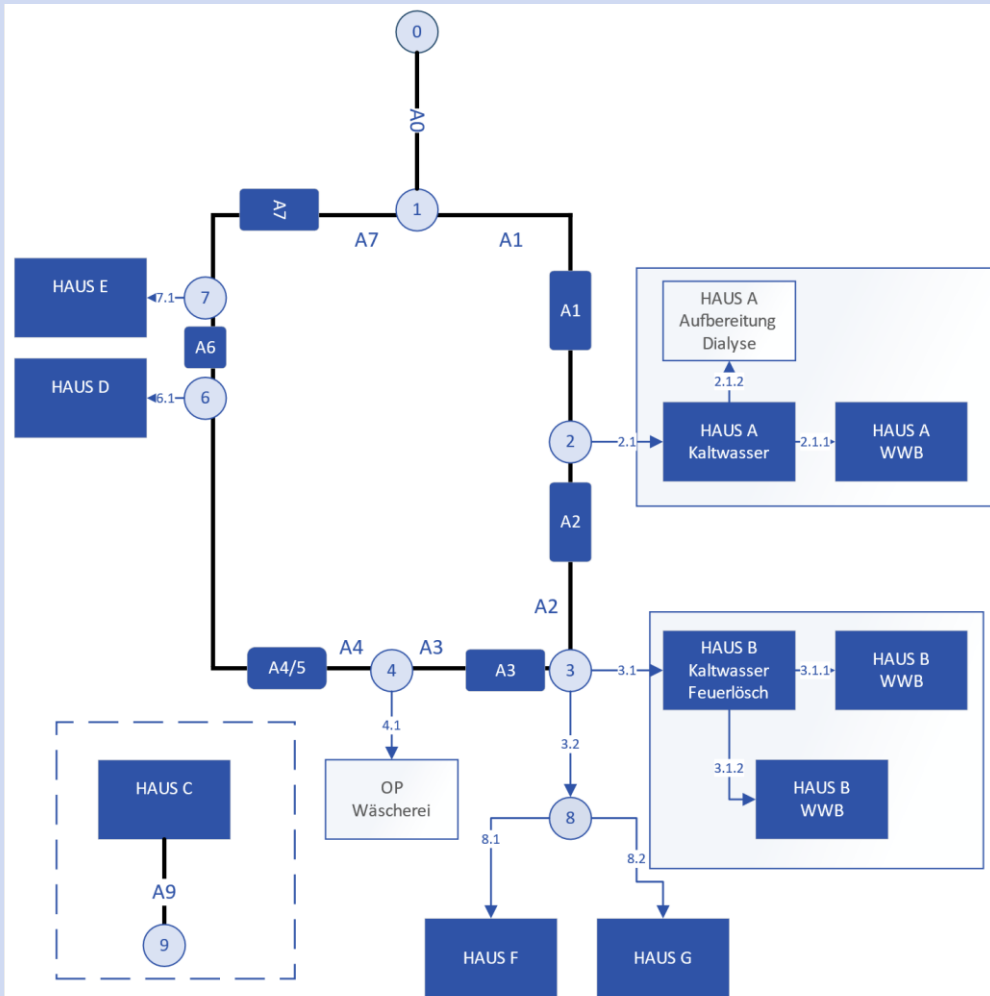 0
A0
1
A7
A7
A1
HAUS E
7.1
7
A1
HAUS A
Aufbereitung
Dialyse
A6
2.1.2
HAUS D
6.1
6
2
2.1
HAUS A
Kaltwasser
2.1.1
HAUS A
WWB
A2
A2
A4/5
A4
4
A3
A3
3
3.1
HAUS B
Kaltwasser
Feuerlösch
3.1.1
HAUS B
WWB
4.1
3.2
3.1.2
HAUS B
WWB
HAUS C
OP
Wäscherei
8
8.1
8.2
A9
9
HAUS F
HAUS G